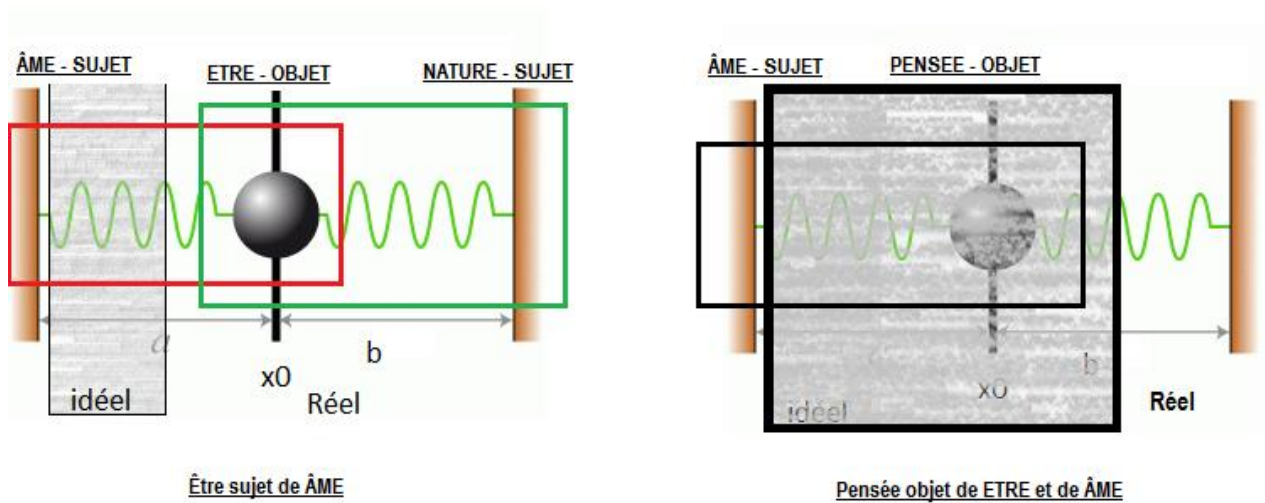 ÂME - SUJET
ETRE - OBJET
NATURE - SUJET
a
b
x0
idéel
Réel
Être sujet de ÂME
ÂME - SUJET
PENSEE - OBJET
b
x0
idéel
Réel
Pensée objet de ETRE et de ÂME